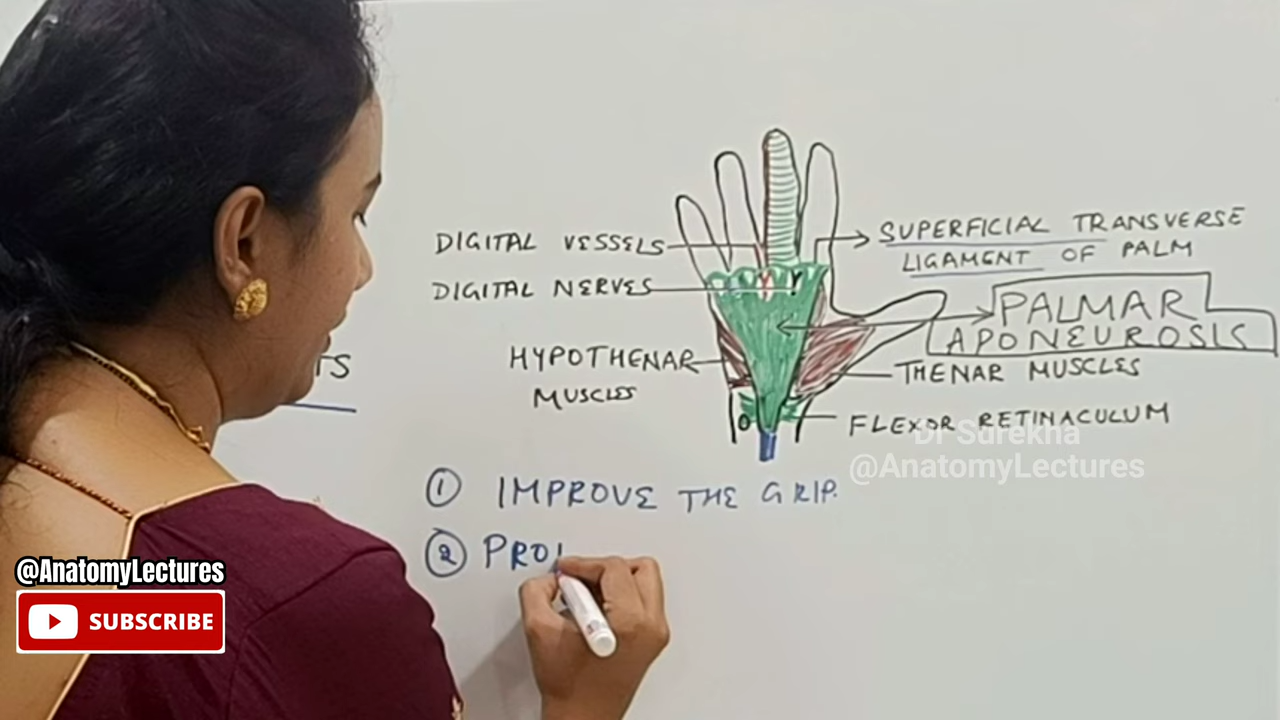 DIGITAL VESSELS
DIGITAL NERVES
HYPOTHENAR
MUSCLES
SUPERFICIAL TRANSVERSE
LIGAMENT OF PALM
PALMAR
APONEUROSIS
THENAR MUSCLES
FLEXOR RETINACULUM
Dr Surekha
@AnatomyLectures
① IMPROVE THE GRIP.
② PRO
@AnatomyLectures
SUBSCRIBE